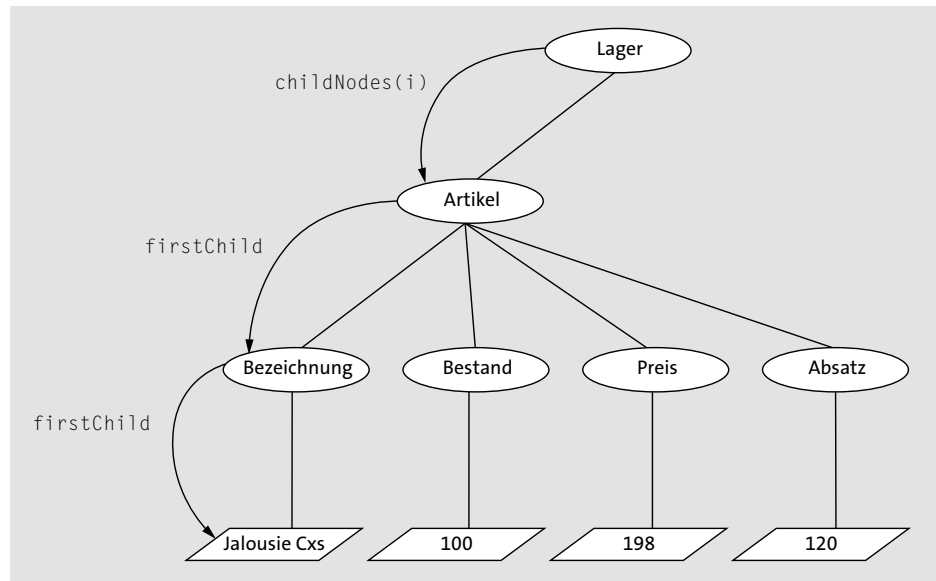 Lager
childNodes(i)
Artikel
firstChild
Bezeichnung
Bestand
Preis
Absatz
firstChild
Jalousie Cxs
100
198
120